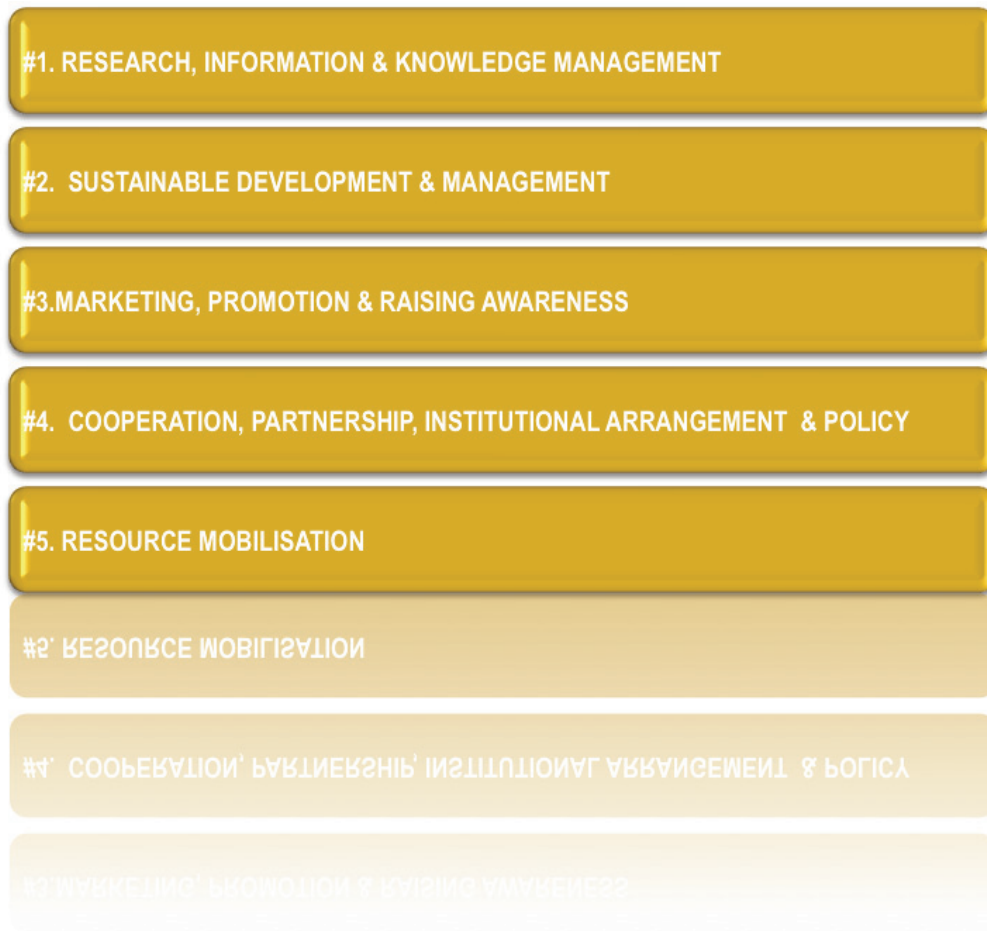 #1. RESEARCH, INFORMATION & KNOWLEDGE MANAGEMENT
#2.  SUSTAINABLE DEVELOPMENT & MANAGEMENT
#3.MARKETING, PROMOTION & RAISING AWARENESS
#4.  COOPERATION, PARTNERSHIP, INSTITUTIONAL ARRANGEMENT  & POLICY
#5. RESOURCE MOBILISATION